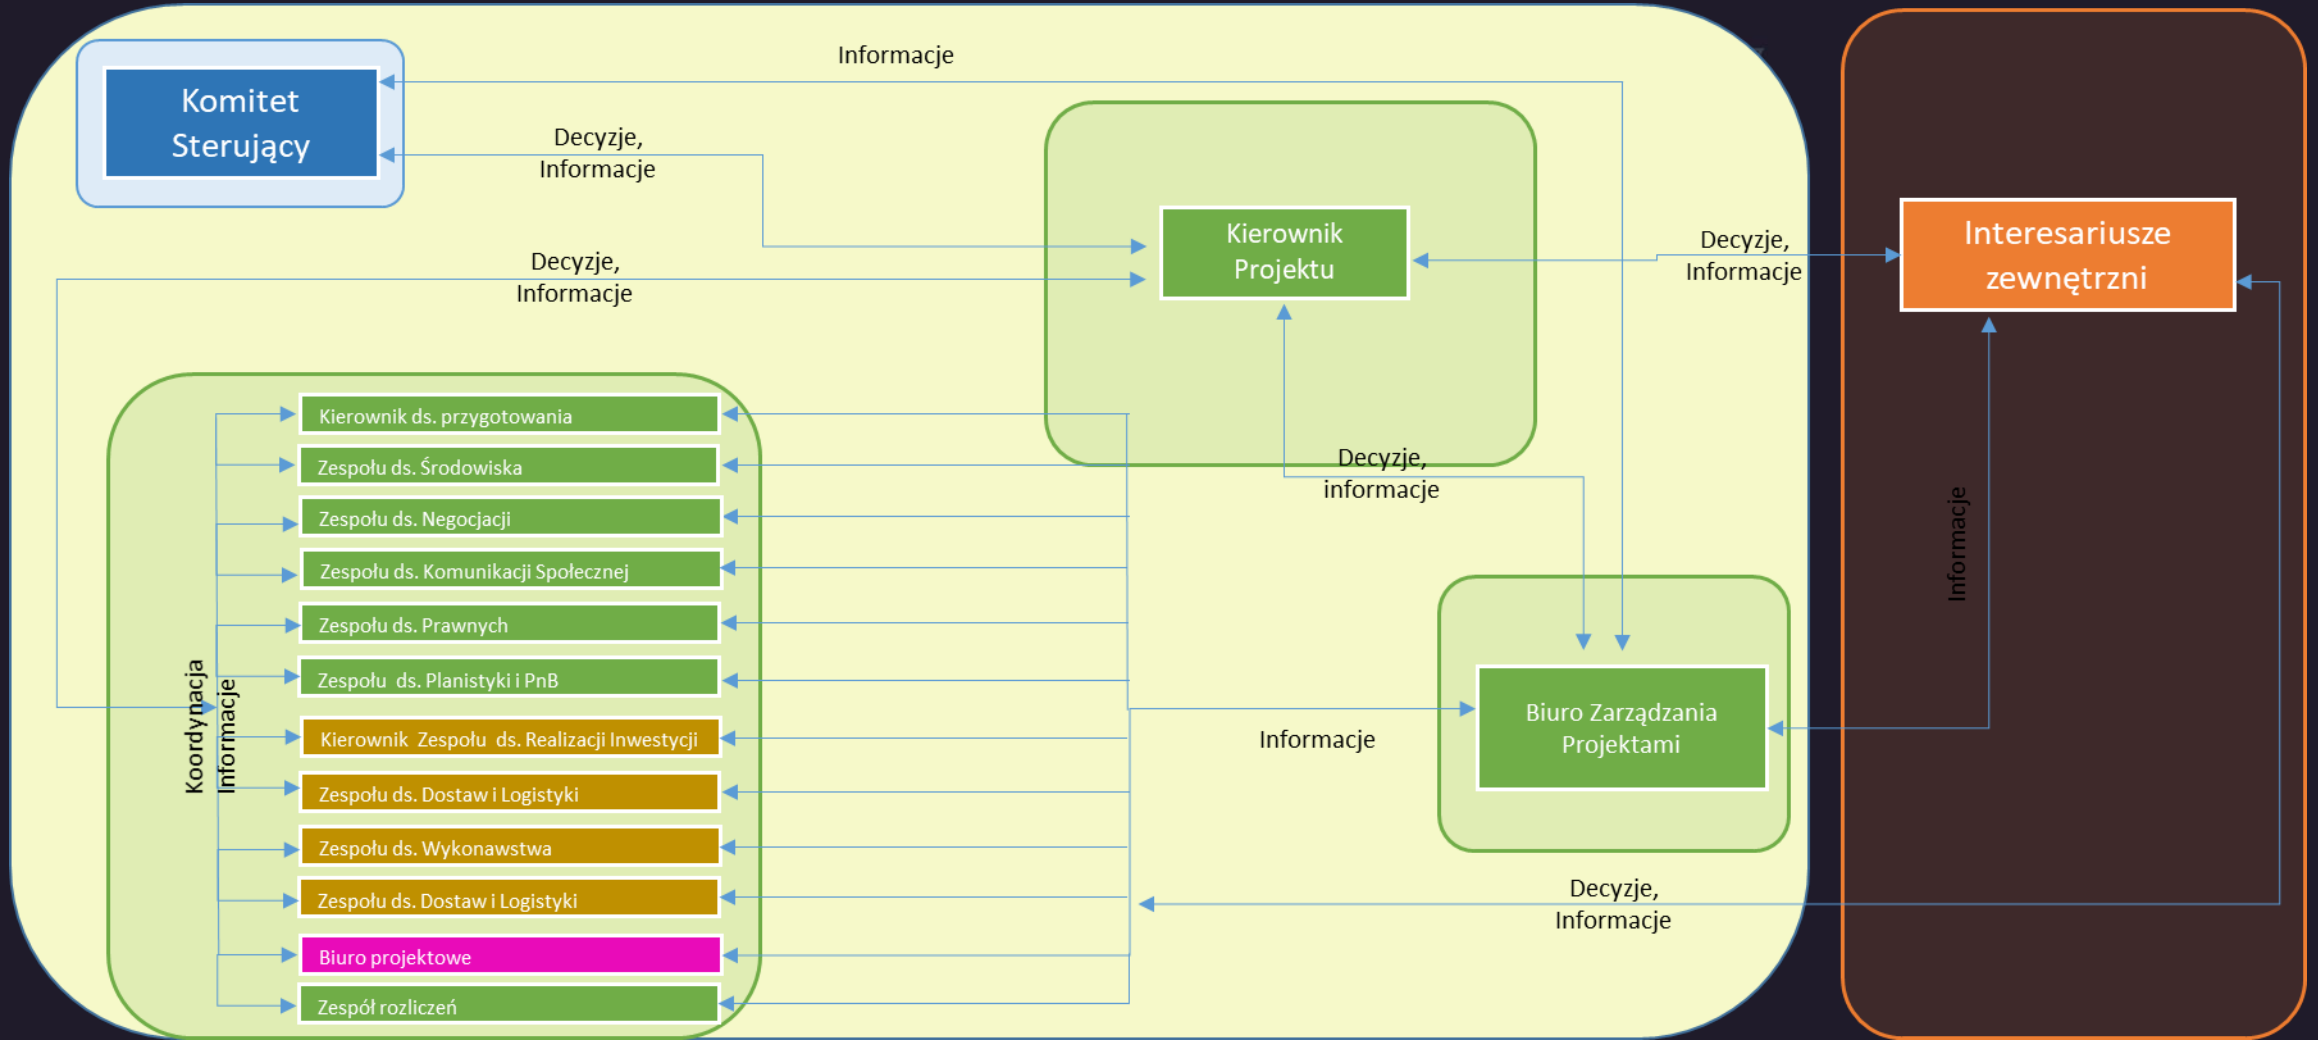 Informacje
Komitet
Sterujący
Decyzje,
Informacje
Kierownik
Projektu
Decyzje,
Informacje
Interesariusze
zewnętrzni
Decyzje,
Informacje
Kierownik ds. przygotowania
Zespołu ds. Środowiska
Zespołu ds. Negocjacji
Zespołu ds. Komunikacji Społecznej
Zespołu ds. Prawnych
Zespołu  ds. Planistyki i PnB
Kierownik  Zespołu  ds. Realizacji Inwestycji
Zespołu ds. Dostaw i Logistyki
Zespołu ds. Wykonawstwa
Zespołu ds. Dostaw i Logistyki
Biuro projektowe
Zespół rozliczeń
Koordynacja
Informacje
Decyzje,
informacje
Informacje
Biuro Zarządzania
Projektami
Informacje
Decyzje,
Informacje